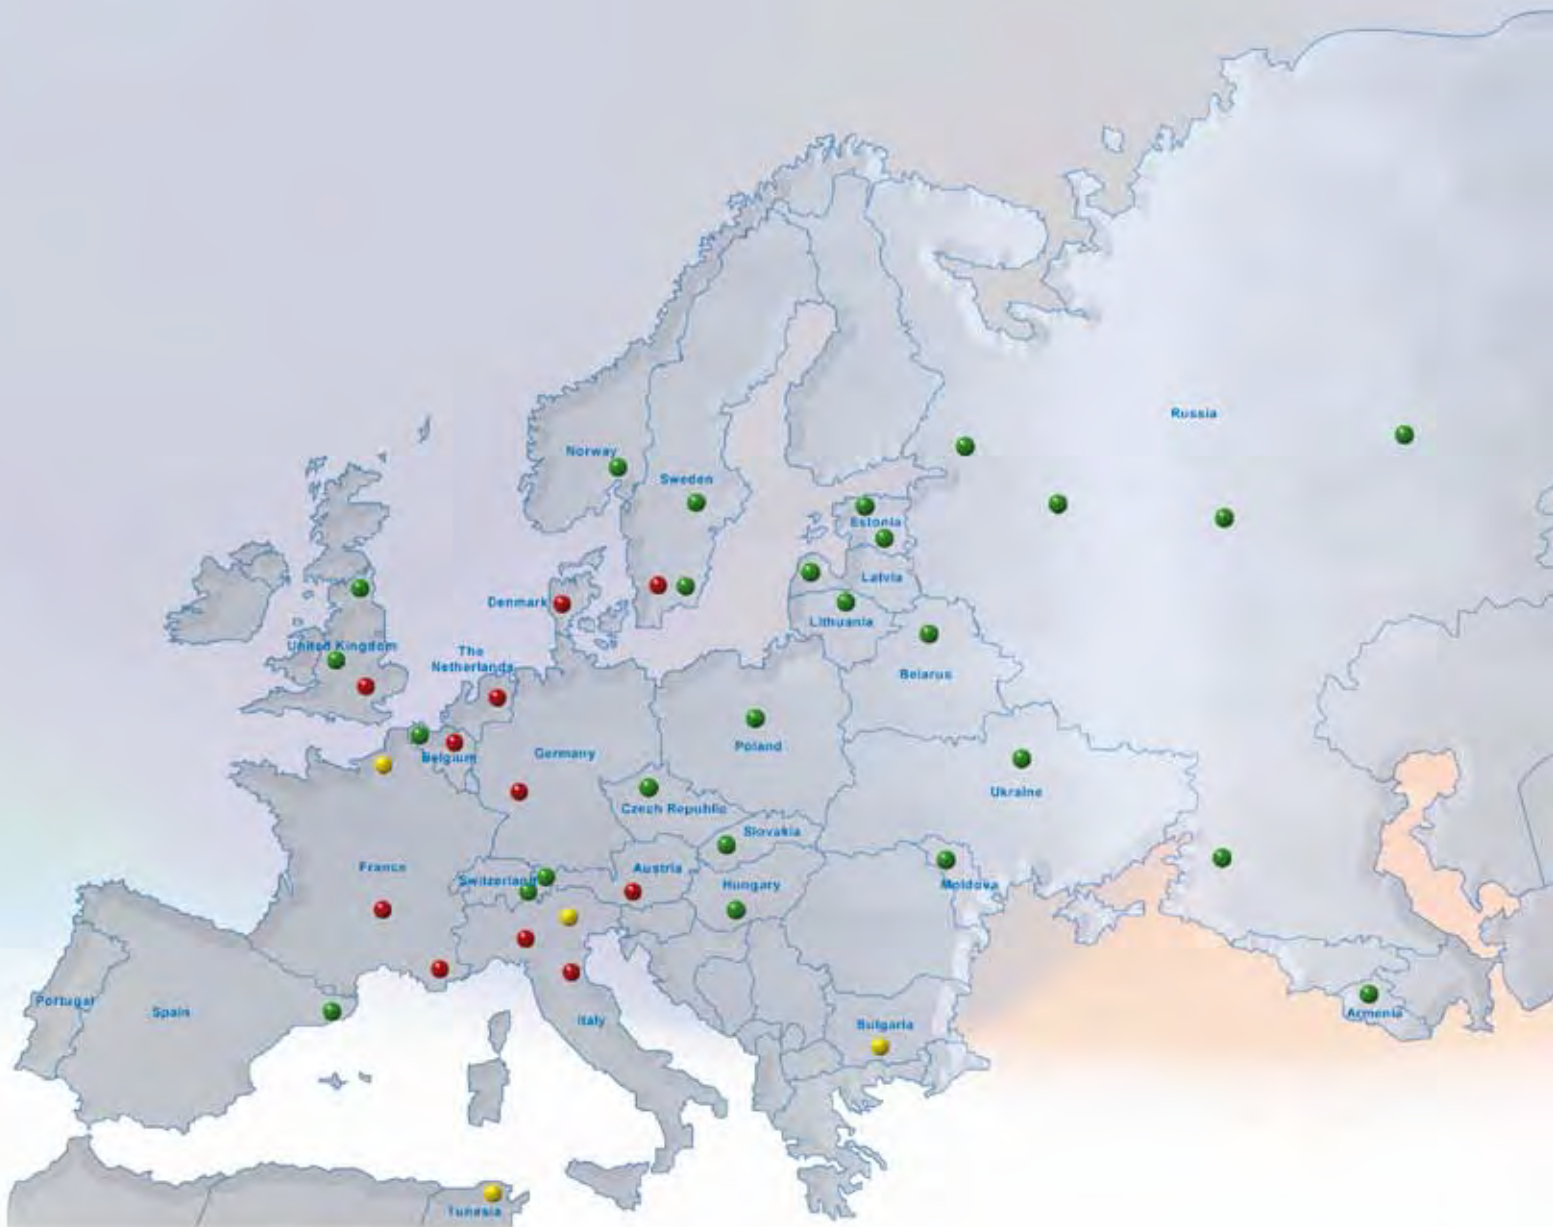 Russia
Norway
Sweden
Estonia
Latvia
Denmark
Lithuania
United Kingdom
The
Netherlands
Belarus
Poland
Germany
Belgium
Ukraine
Czech Republic
Slovakia
France
Austria
Switzerland
Hungary
Moldova
Portugal
Spain
Italy
Bulgaria
Armenia
Tunesia